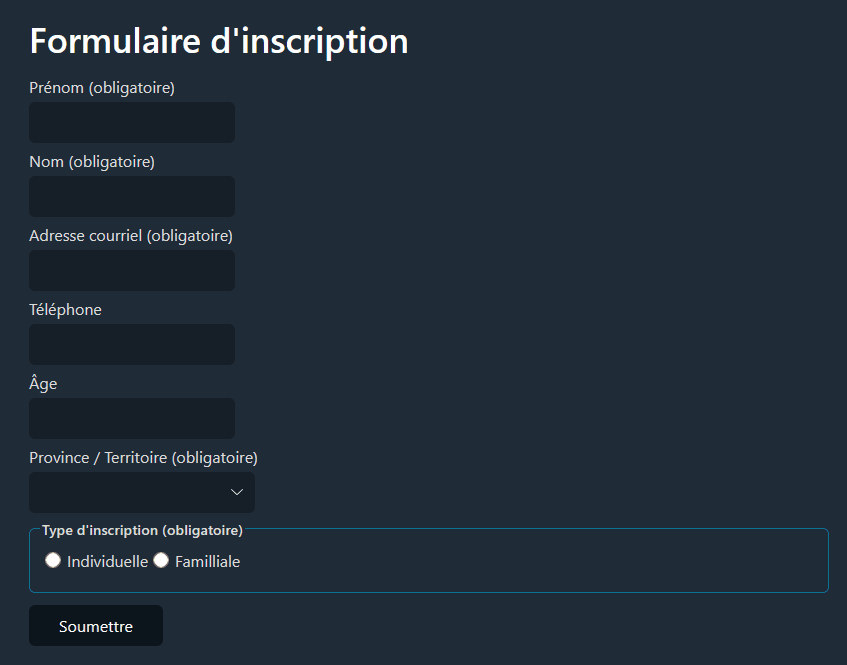 Formulaire d'inscription
Prénom (obligatoire)
Nom (obligatoire)
Adresse courriel (obligatoire)
Téléphone
Âge
Province / Territoire (obligatoire)
Type d'inscription (obligatoire)
Individuelle Familliale
Soumettre